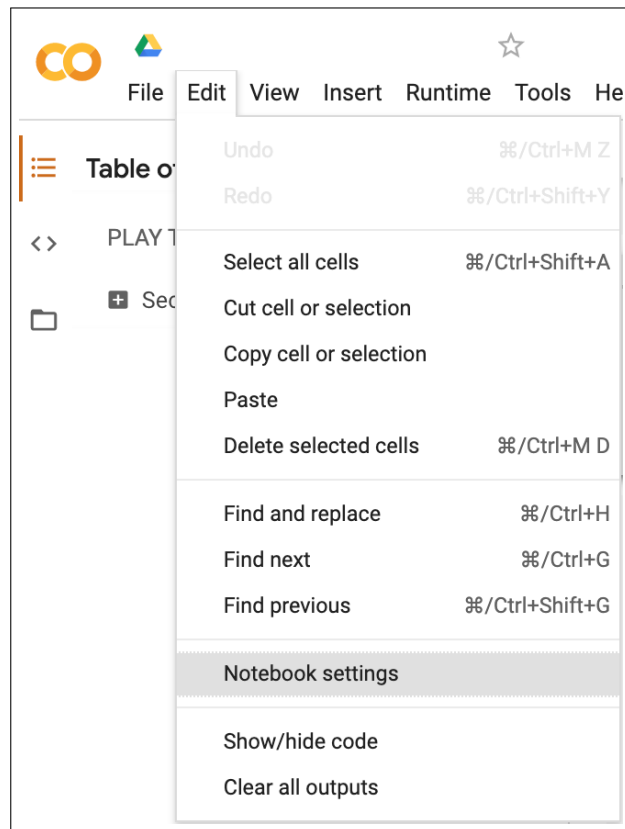 File Edit View Insert Runtime Tools He
Table of
PLAY T
Sec
Undo ⌘/Ctrl+M Z
Redo ⌘/Ctrl+Shift+Y
Select all cells ⌘/Ctrl+Shift+A
Cut cell or selection
Copy cell or selection
Paste
Delete selected cells ⌘/Ctrl+M D
Find and replace ⌘/Ctrl+H
Find next ⌘/Ctrl+G
Find previous ⌘/Ctrl+Shift+G
Notebook settings
Show/hide code
Clear all outputs